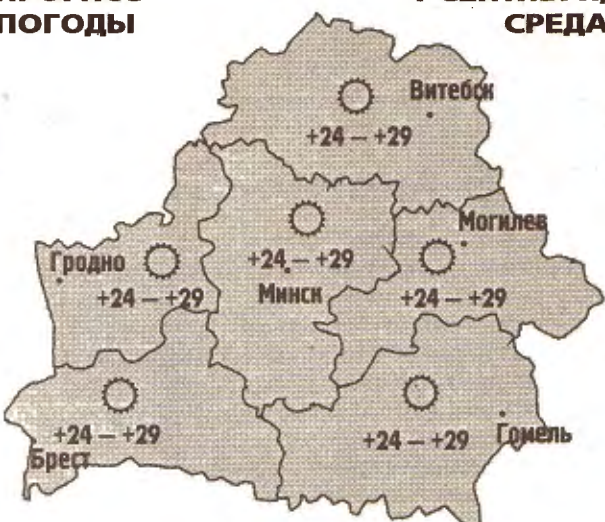 ПОГОДЫ
СРЕДА
Витебск
+24 – +29
Могилев
+24 – +29
Гродно
+24 – +29
Минск
+24 – +29
+24 – +29
Брест
+24 – +29
Гомель